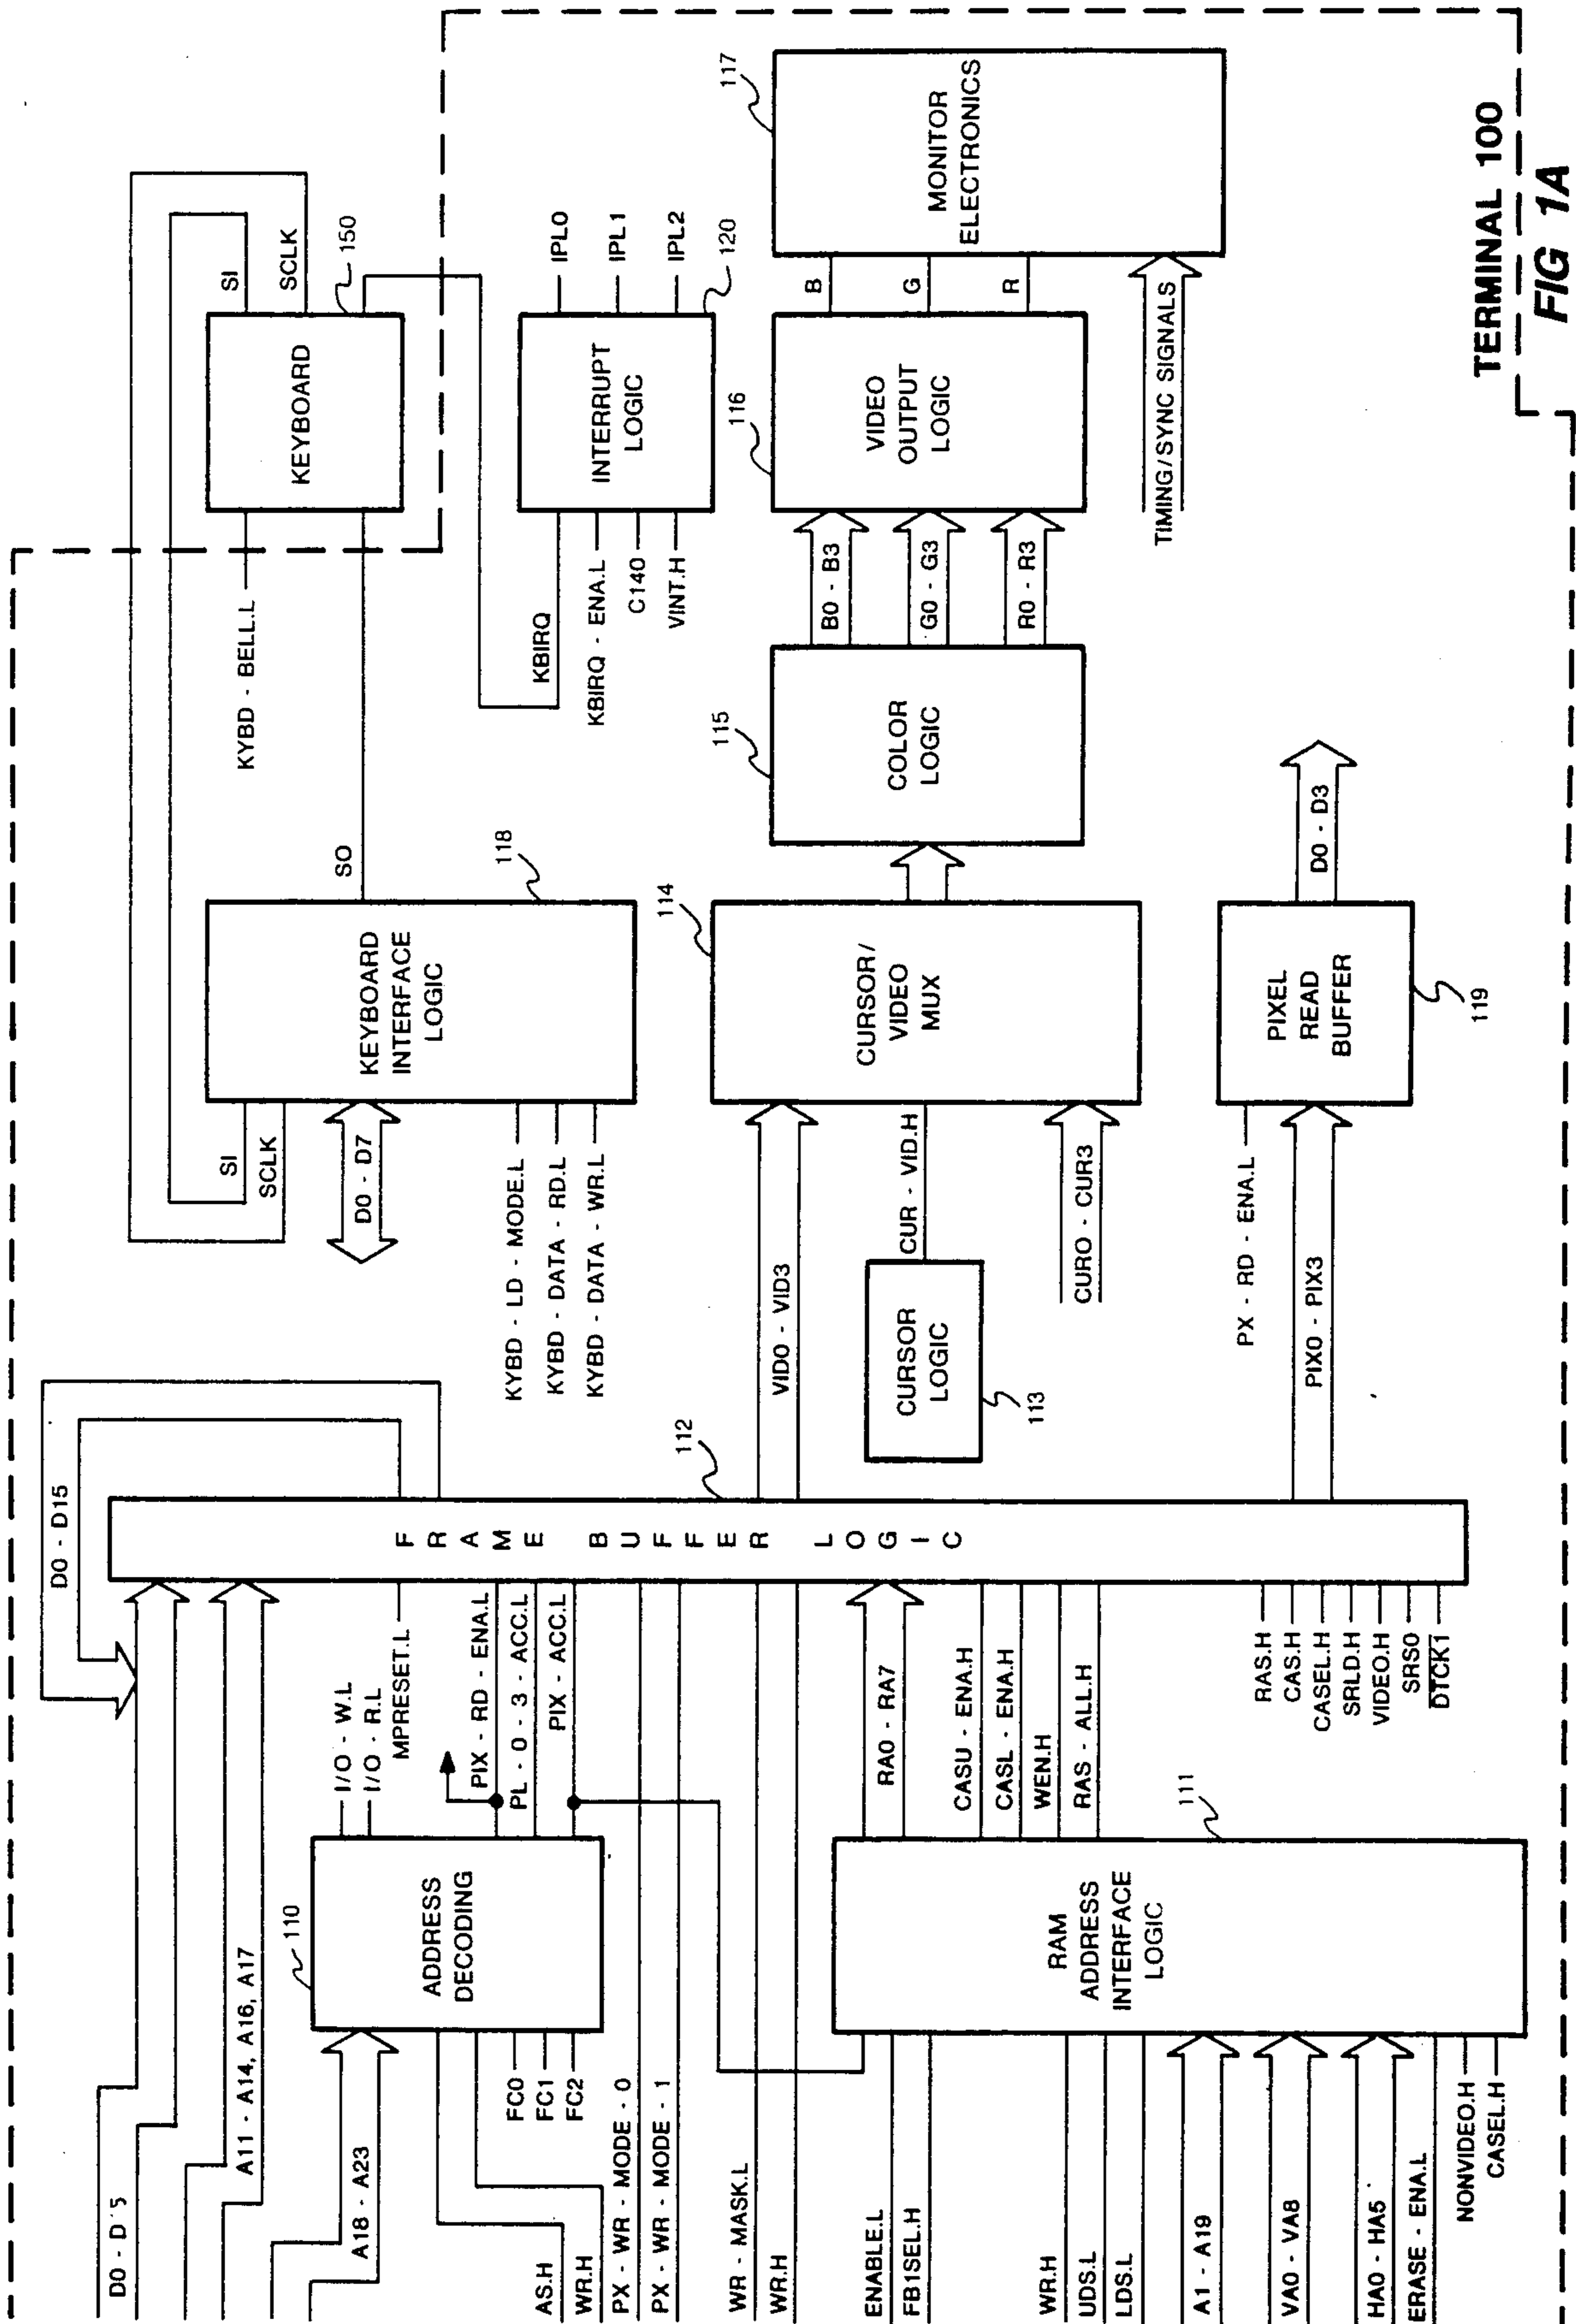 D0 - D'5
A11 - A14, A16, A17
A18 - A23
AS.H
WR.H
PX - WR - MODE - 0
PX - WR - MODE - 1
WR - MASK.L
WR.H
ENABLE.L
FB1SEL.H
WR.H
UDS.L
LDS.L
A1 - A19
VA0 - VA8
HA0 - HA5
ERASE - ENA.L
NONVIDEO.H
CASEL.H
FC0
FC1
FC2
110
ADDRESS
DECODING
I/O - W.L
I/O - R.L
MPRESET.L
PIX - RD - ENA.L
PL - 0 - 3 - ACC.L
PIX - ACC.L
111
RAM
ADDRESS
INTERFACE
LOGIC
RA0 - RA7
CASU - ENA.H
CASL - ENA.H
WEN.H
RAS - ALL.H
RAS.H
CAS.H
CASEL.H
SRLD.H
VIDEO.H
SRS0
DTCK1
D0 - D15
112
FRAME BUFFER LOGIC
VID0 - VID3
113
CURSOR
LOGIC
CUR - VID.H
CUR0 - CUR3
PX - RD - ENA.L
PIX0 - PIX3
SI
SCLK
D0 - D7
KYBD - LD - MODE.L
KYBD - DATA - RD.L
KYBD - DATA - WR.L
118
KEYBOARD
INTERFACE
LOGIC
SO
114
CURSOR/
VIDEO
MUX
119
PIXEL
READ
BUFFER
D0 - D3
115
COLOR
LOGIC
B0 - B3
G0 - G3
R0 - R3
KYBD - BELL.L
150
KEYBOARD
SI
SCLK
KBIRQ
KBIRQ - ENA.L
C140
VINT.H
120
INTERRUPT
LOGIC
IPL0
IPL1
IPL2
116
VIDEO
OUTPUT
LOGIC
B
G
R
TIMING/SYNC SIGNALS
117
MONITOR
ELECTRONICS
TERMINAL 100
FIG 1A